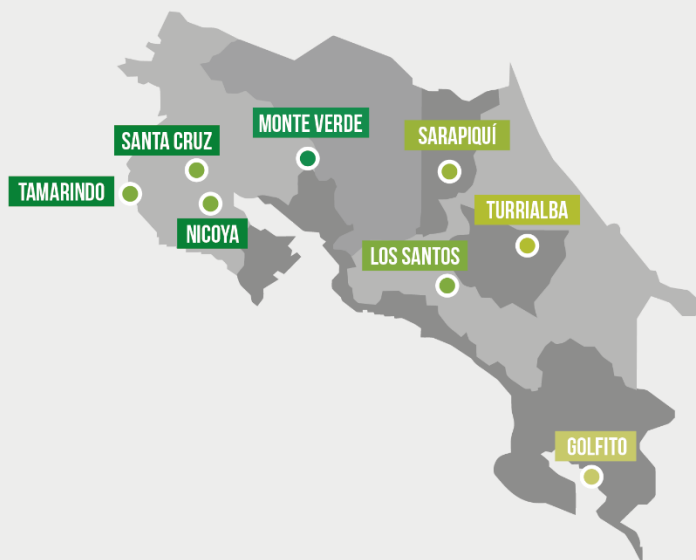 MONTE VERDE
SANTA CRUZ
SARAPIQUÍ
TAMARINDO
TURRIALBA
NICOYA
LOS SANTOS
GOLFITO